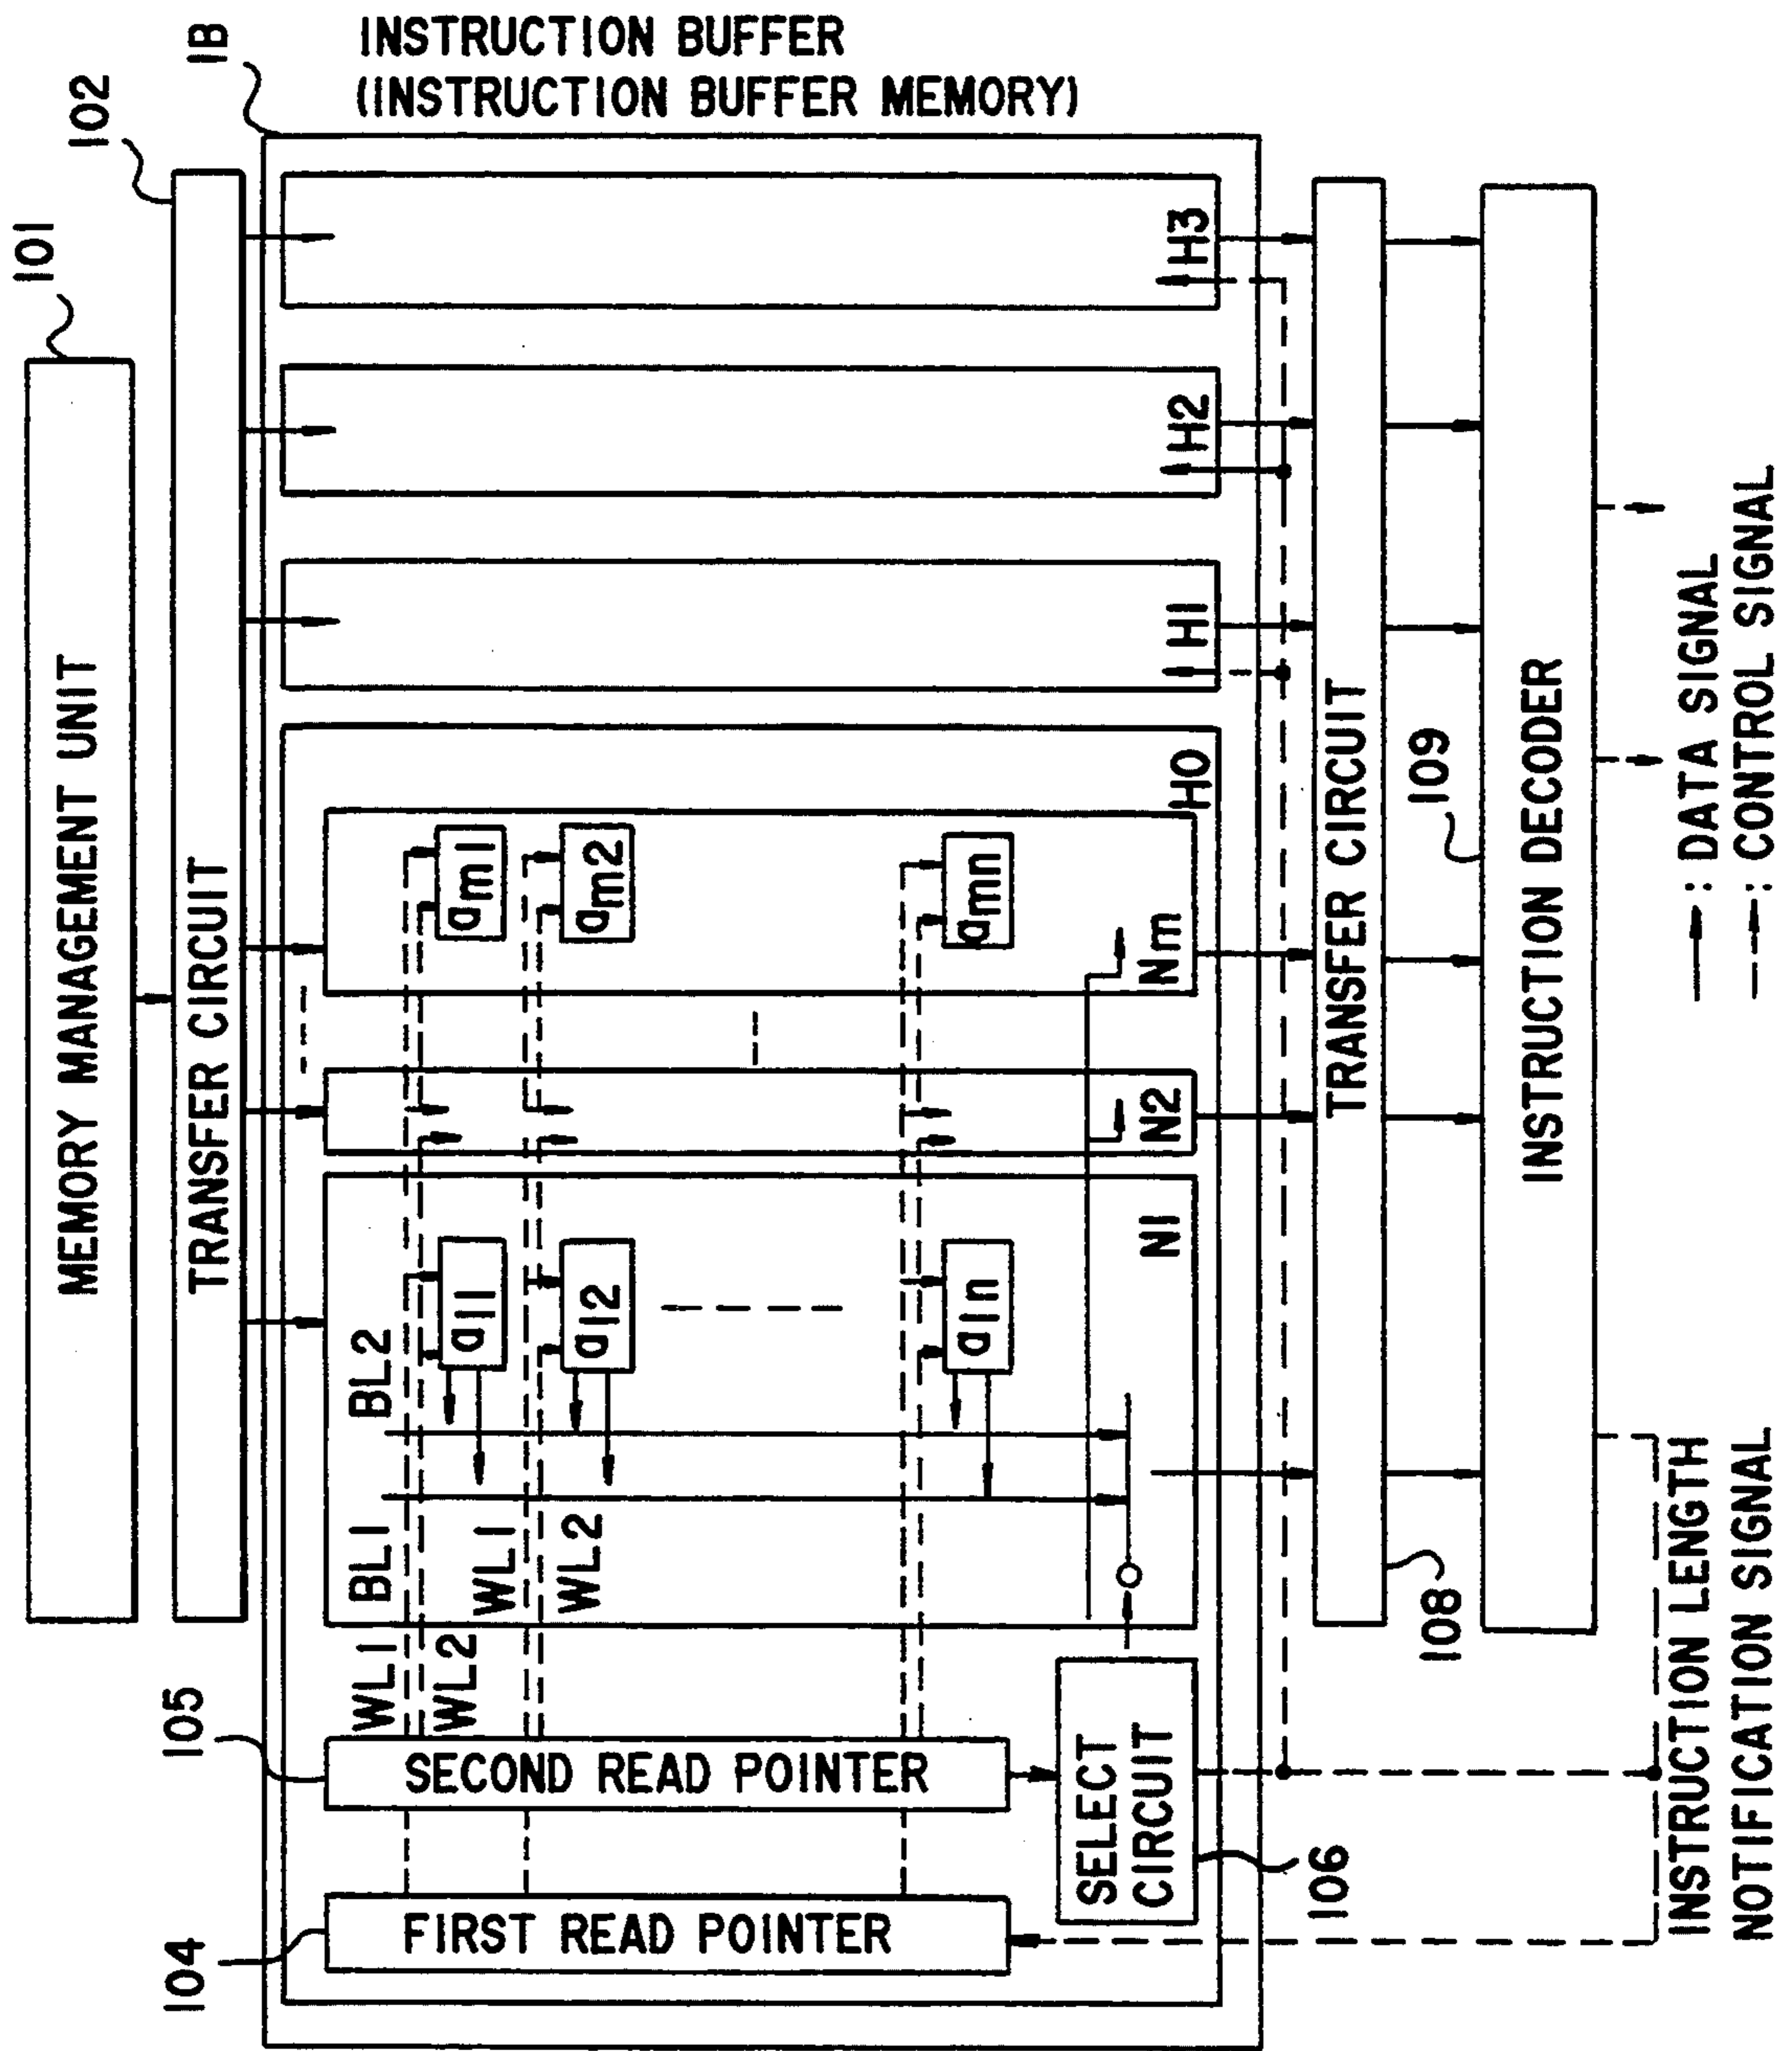 INSTRUCTION BUFFER
(INSTRUCTION BUFFER MEMORY)
1B
101
102
MEMORY MANAGEMENT UNIT
TRANSFER CIRCUIT
H3
H2
H1
H0
am1
am2
amn
Nm
N2
N1
a11
a12
a1n
BL2
BL1
WL1
WL2
WL1
WL2
105
SECOND READ POINTER
104
FIRST READ POINTER
SELECT
CIRCUIT
106
TRANSFER CIRCUIT
108
INSTRUCTION DECODER
109
INSTRUCTION LENGTH
NOTIFICATION SIGNAL
: DATA SIGNAL
: CONTROL SIGNAL